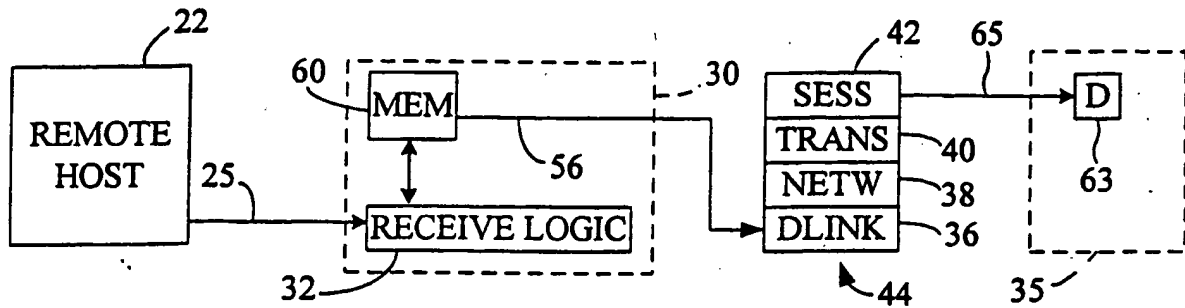 22
REMOTE
HOST
25
60
MEM
30
56
RECEIVE LOGIC
32
42
SESS
TRANS
40
NETW
38
DLINK
36
44
65
D
63
35